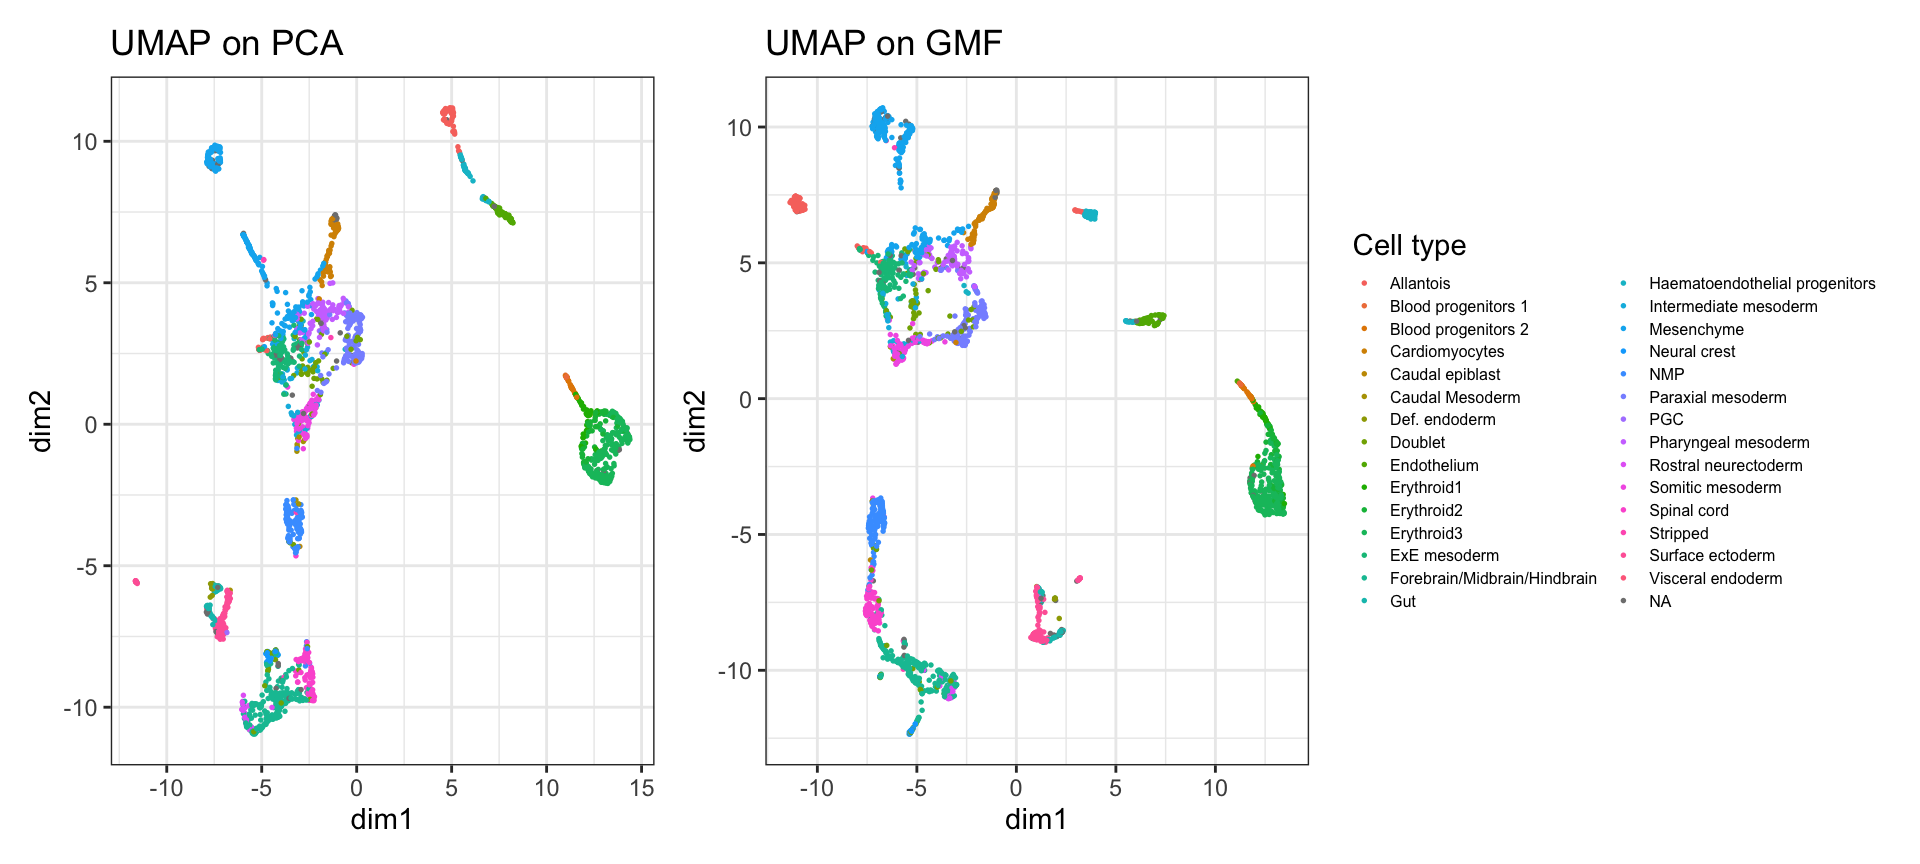 UMAP on PCA
10
5
0
-5
-10
dim2
-10
-5
0
5
10
15
dim1
UMAP on GMF
10
5
0
-5
-10
dim2
-10
-5
0
5
10
dim1
Cell type
Allantois
Blood progenitors 1
Blood progenitors 2
Cardiomyocytes
Caudal epiblast
Caudal Mesoderm
Def. endoderm
Doublet
Endothelium
Erythroid1
Erythroid2
Erythroid3
ExE mesoderm
Forebrain/Midbrain/Hindbrain
Gut
Haematoendothelial progenitors
Intermediate mesoderm
Mesenchyme
Neural crest
NMP
Paraxial mesoderm
PGC
Pharyngeal mesoderm
Rostral neurectoderm
Somitic mesoderm
Spinal cord
Stripped
Surface ectoderm
Visceral endoderm
NA